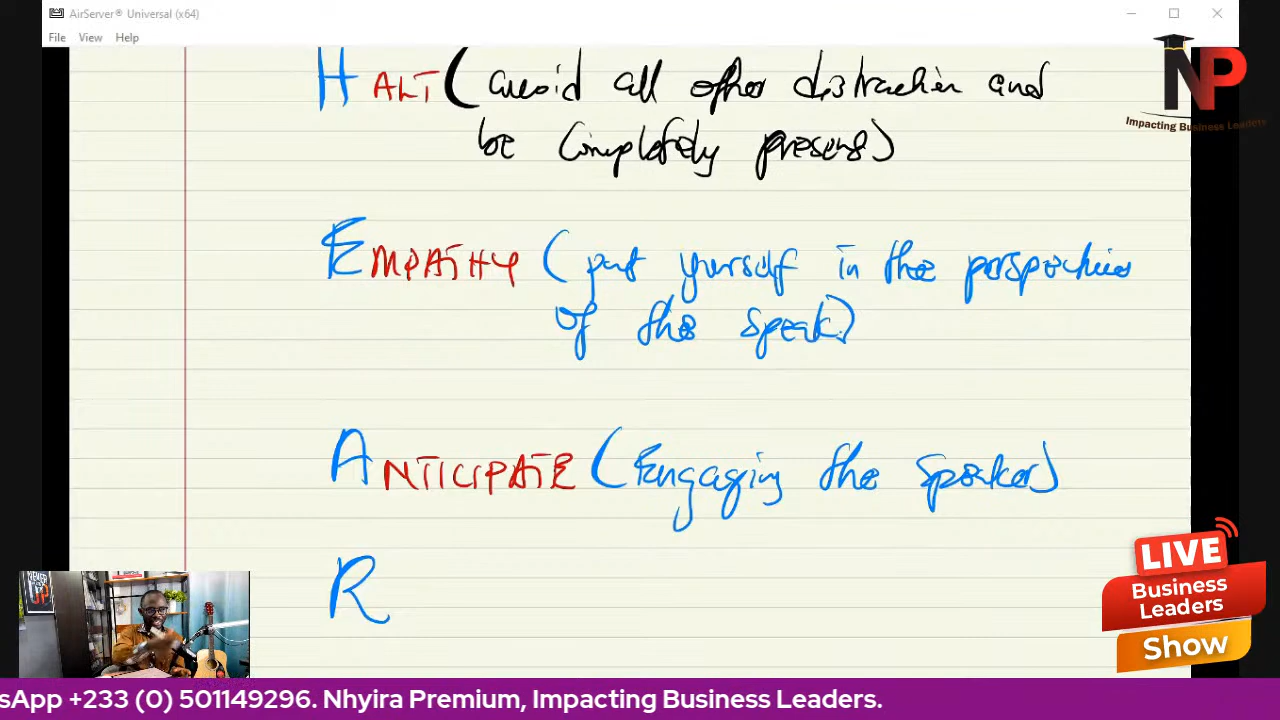 AirServer® Universal (x64)
File View Help
NP
Impacting Business Leaders
HALT (avoid all other distraction and
be completely present)
EMPATHY (put yourself in the perspective
of the speak)
ANTICIPATE (Engaging the speaker)
R
LIVE
Business
Leaders
Show
sApp +233 (0) 501149296. Nhyira Premium, Impacting Business Leaders.